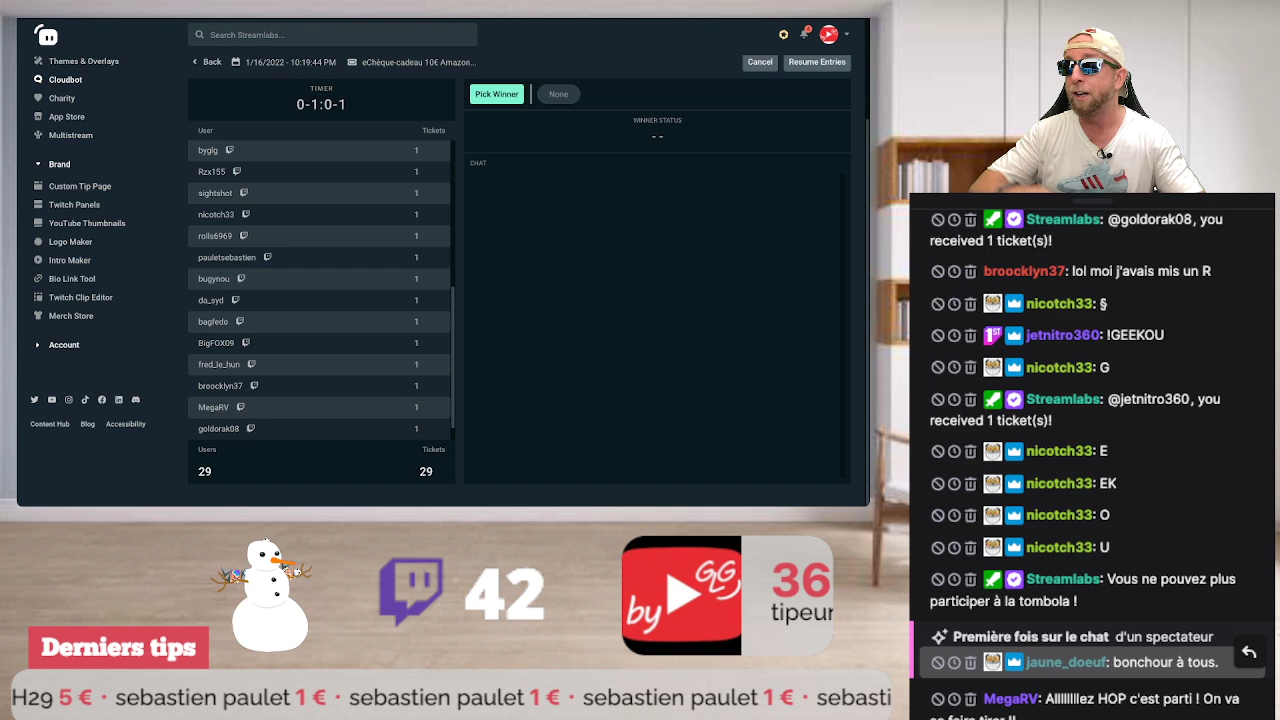 Search Streamlabs...
Themes & Overlays
Cloudbot
Charity
App Store
Multistream
Brand
Custom Tip Page
Twitch Panels
YouTube Thumbnails
Logo Maker
Intro Maker
Bio Link Tool
Twitch Clip Editor
Merch Store
Account
Content Hub Blog Accessibility
Back 1/16/2022 - 10:19:44 PM eChèque-cadeau 10€ Amazon...
Cancel Resume Entries
TIMER
0-1:0-1
User Tickets
byglg 1
Rzx155 1
sightshot 1
nicotch33 1
rolls6969 1
pauletsebastien 1
bugynou 1
da_syd 1
bagfedo 1
BigFOX09 1
fred_le_hun 1
broocklyn37 1
MegaRV 1
goldorak08 1
Users Tickets
29 29
Pick Winner None
WINNER STATUS
--
CHAT
Streamlabs: @goldorak08, you
received 1 ticket(s)!
broocklyn37: lol moi j'avais mis un R
nicotch33: §
1ST jetnitro360: !GEEKOU
nicotch33: G
Streamlabs: @jetnitro360, you
received 1 ticket(s)!
nicotch33: E
nicotch33: EK
nicotch33: O
nicotch33: U
Streamlabs: Vous ne pouvez plus
participer à la tombola !
Première fois sur le chat d'un spectateur
jaune_doeuf: bonchour à tous.
MegaRV: Alllllllez HOP c'est parti ! On va
se faire tirer !!
42
by GLG
36
tipeur
Derniers tips
H29 5 € · sebastien paulet 1 € · sebastien paulet 1 € · sebastien paulet 1 € · sebasti